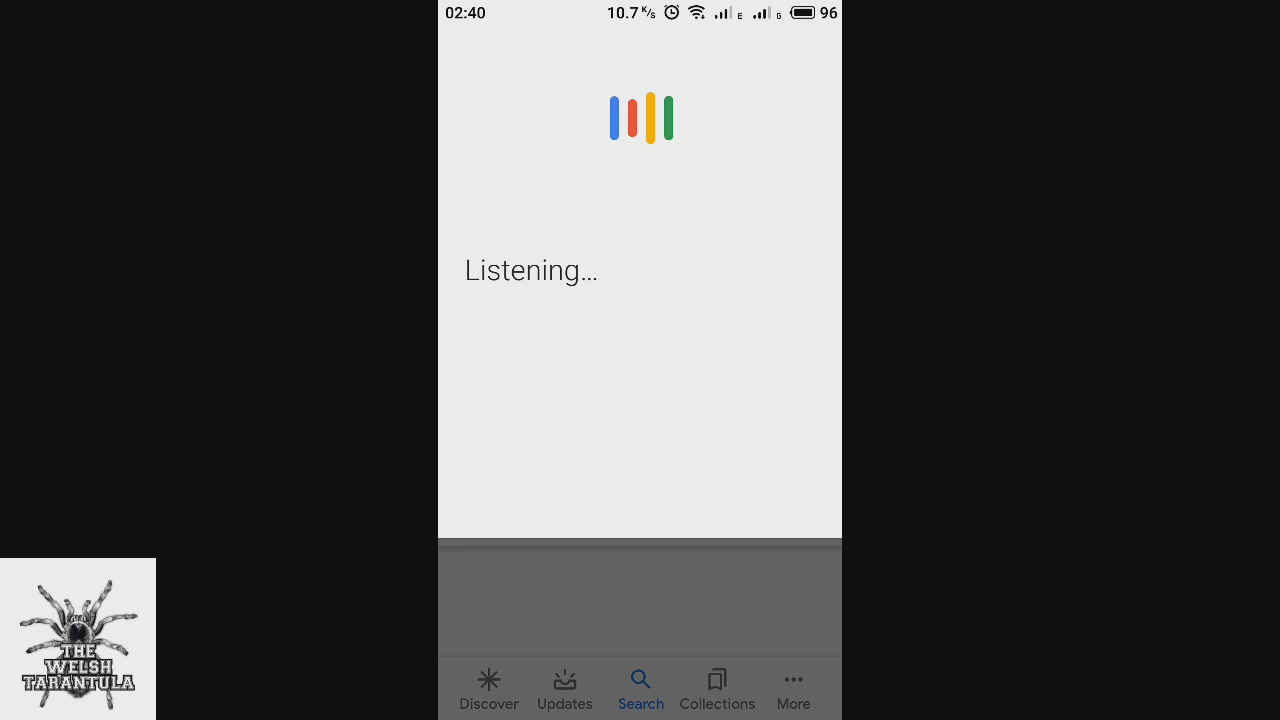 02:40
10.7 K/s E G 96
Listening...
Discover Updates Search Collections More
THE
WELSH
TARANTULA